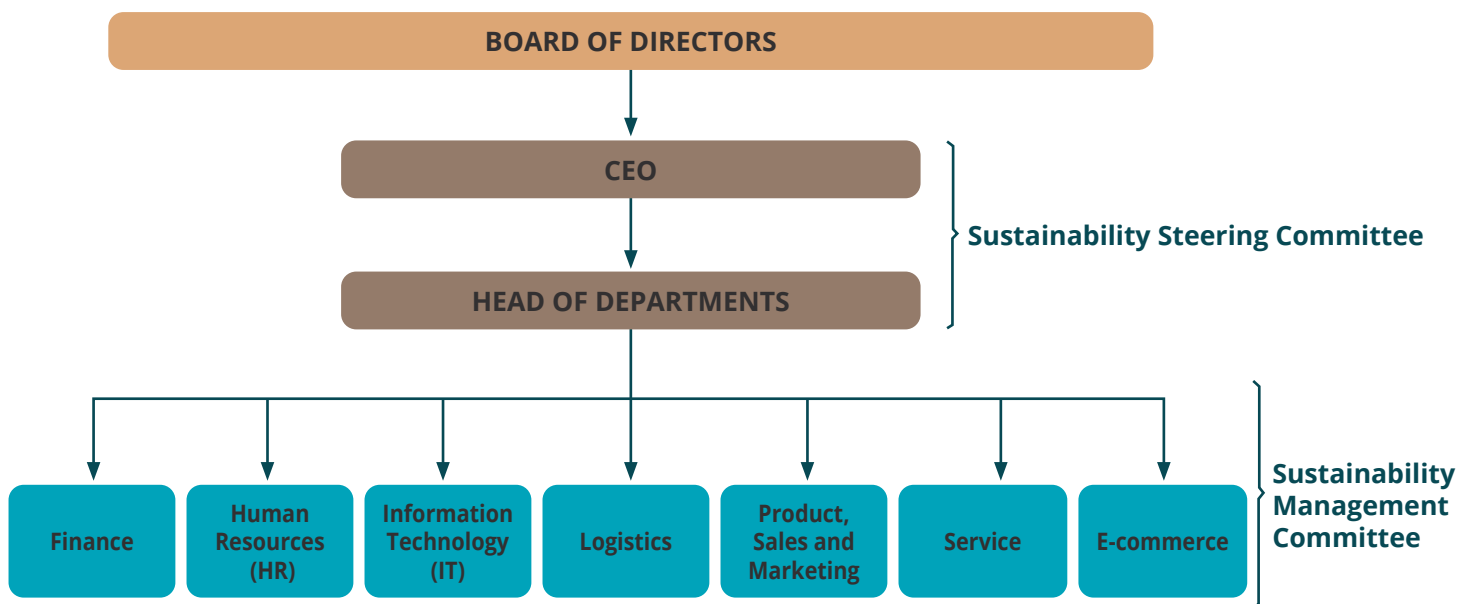 BOARD OF DIRECTORS
CEO
Sustainability Steering Committee
HEAD OF DEPARTMENTS
Finance
Human
Resources
(HR)
Information
Technology
(IT)
Logistics
Product,
Sales and
Marketing
Service
E-commerce
Sustainability
Management
Committee